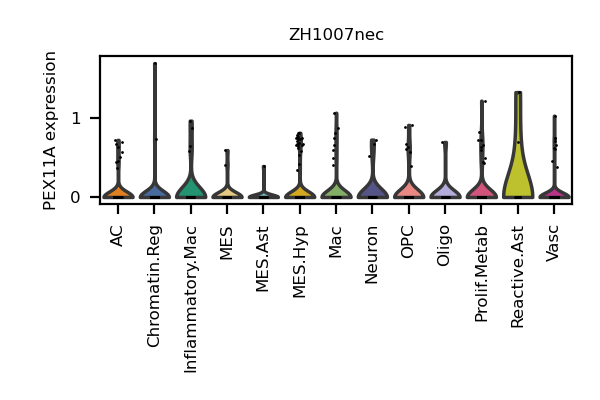 ZH1007nec
PEX11A expression
1
0
AC
Chromatin.Reg
Inflammatory.Mac
MES
MES.Ast
MES.Hyp
Mac
Neuron
OPC
Oligo
Prolif.Metab
Reactive.Ast
Vasc